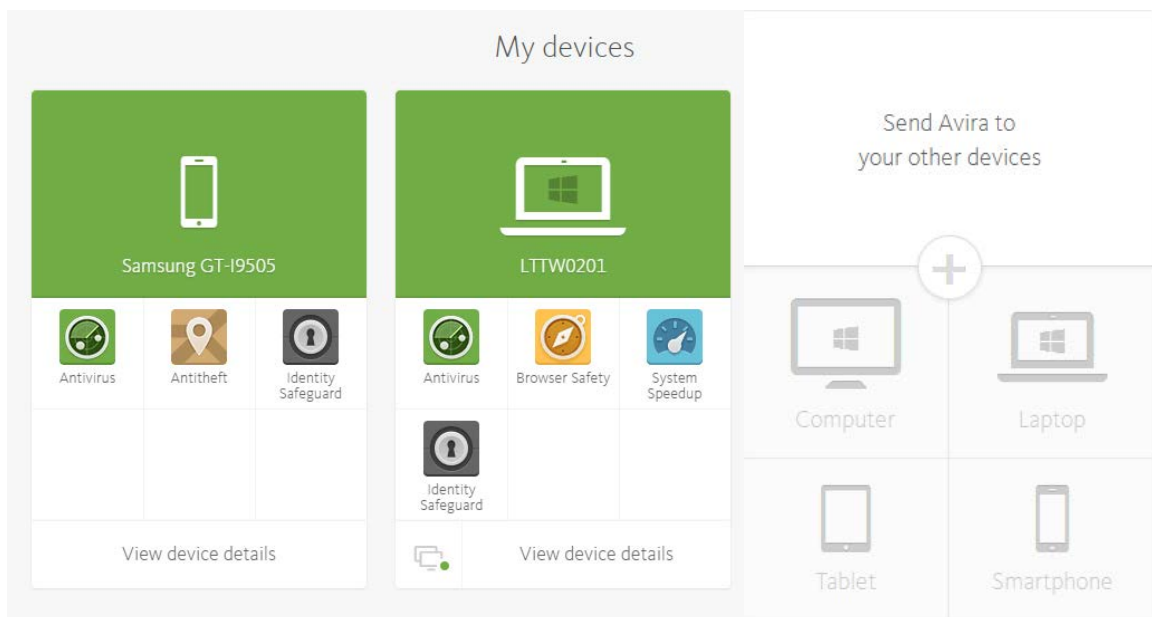 My devices
Samsung GT-I9505
Antivirus
Antitheft
Identity
Safeguard
View device details
LTTW0201
Antivirus
Browser Safety
System
Speedup
Identity
Safeguard
View device details
Send Avira to
your other devices
Computer
Laptop
Tablet
Smartphone